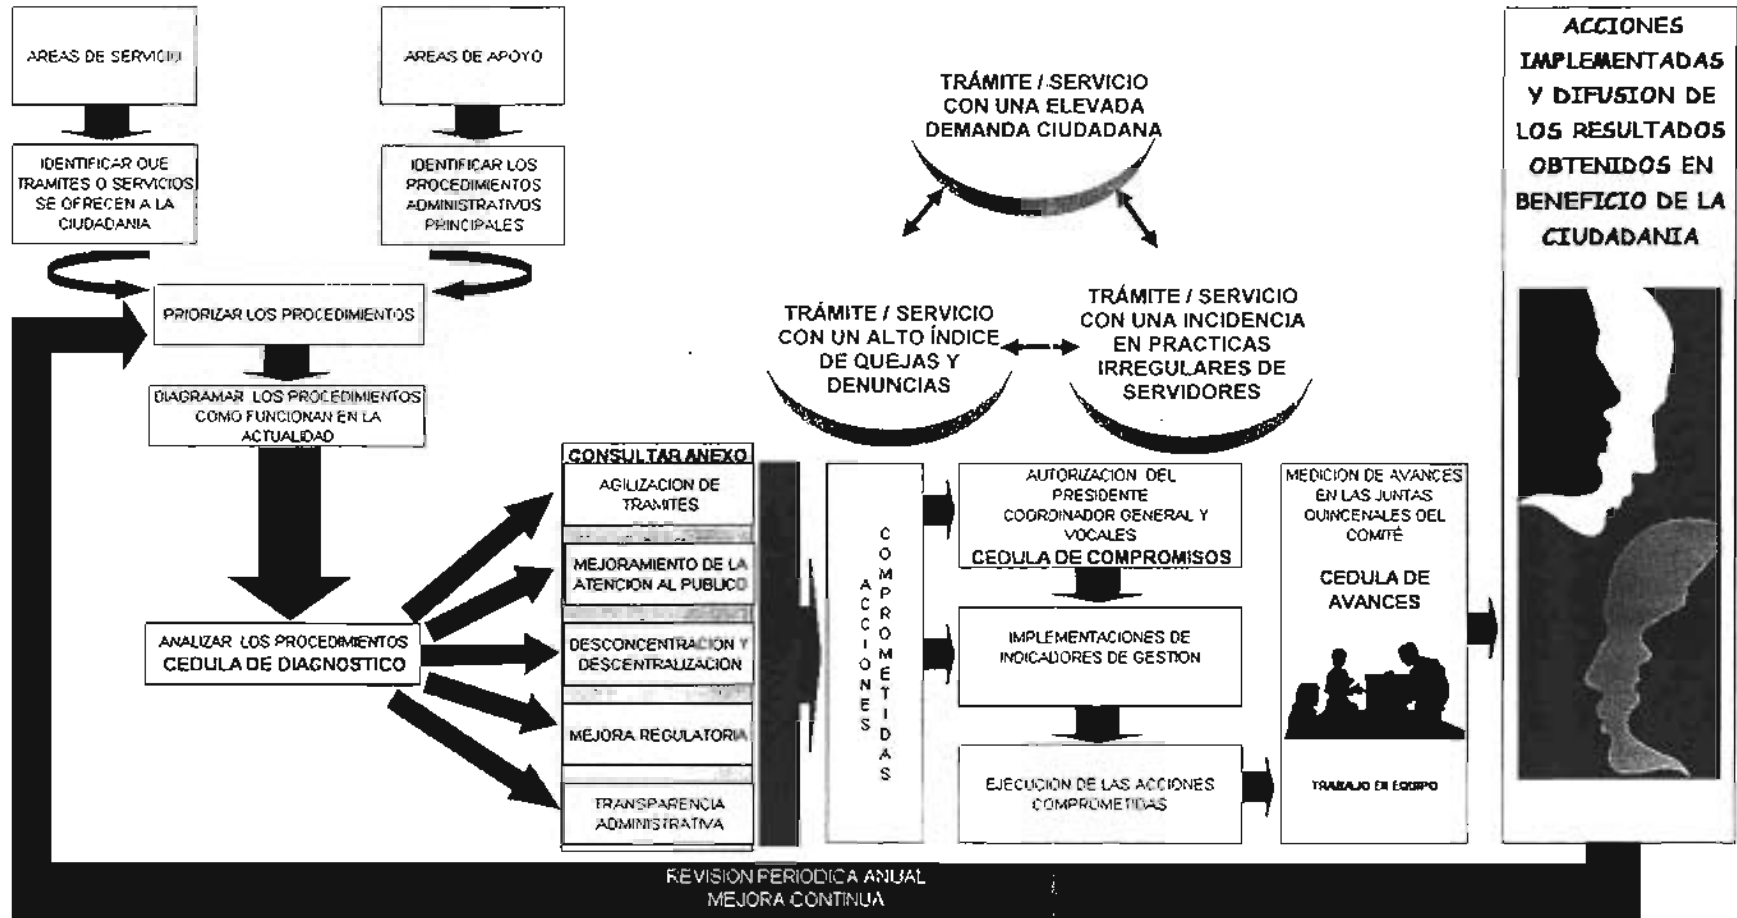 AREAS DE SERVICIO
AREAS DE APOYO
IDENTIFICAR QUE
TRAMITES O SERVICIOS
SE OFRECEN A LA
CIUDADANIA
IDENTIFICAR LOS
PROCEDIMIENTOS
ADMINISTRATIVOS
PRINCIPALES
PRIORIZAR LOS PROCEDIMIENTOS
DIAGRAMAR LOS PROCEDIMIENTOS
COMO FUNCIONAN EN LA
ACTUALIDAD
ANALIZAR LOS PROCEDIMIENTOS
CEDULA DE DIAGNOSTICO
TRÁMITE / SERVICIO
CON UNA ELEVADA
DEMANDA CIUDADANA
TRÁMITE / SERVICIO
CON UN ALTO ÍNDICE
DE QUEJAS Y
DENUNCIAS
TRÁMITE / SERVICIO
CON UNA INCIDENCIA
EN PRACTICAS
IRREGULARES DE
SERVIDORES
CONSULTAR ANEXO
AGILIZACION DE
TRAMITES
MEJORAMIENTO DE LA
ATENCION AL PUBLICO
DESCONCENTRACION Y
DESCENTRALIZACION
MEJORA REGULATORIA
TRANSPARENCIA
ADMINISTRATIVA
ACCIONES
COMPROMETIDAS
AUTORIZACION DEL
PRESIDENTE
COORDINADOR GENERAL Y
VOCALES
CEDULA DE COMPROMISOS
IMPLEMENTACIONES DE
INDICADORES DE GESTION
EJECUCION DE LAS ACCIONES
COMPROMETIDAS
MEDICION DE AVANCES
EN LAS JUNTAS
QUINCENALES DEL
COMITÉ
CEDULA DE
AVANCES
TRABAJO EN EQUIPO
ACCIONES
IMPLEMENTADAS
Y DIFUSION DE
LOS RESULTADOS
OBTENIDOS EN
BENEFICIO DE LA
CIUDADANIA
REVISION PERIODICA ANUAL
MEJORA CONTINUA